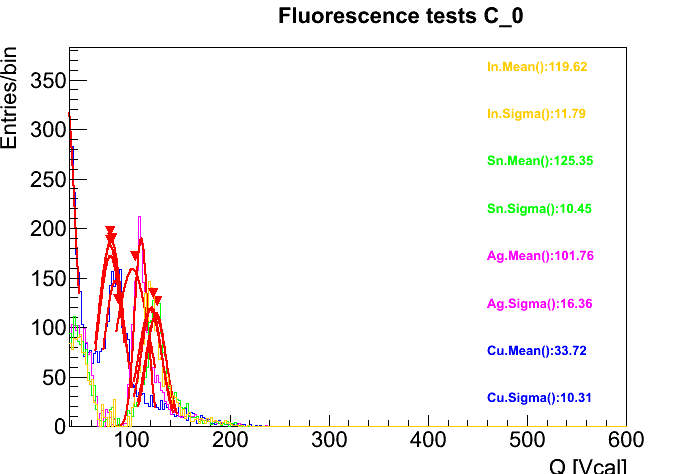 Fluorescence tests C_0
Entries/bin
350
300
250
200
150
100
50
0
0
100
200
300
400
500
600
Q [Vcal]
In.Mean():119.62
In.Sigma():11.79
Sn.Mean():125.35
Sn.Sigma():10.45
Ag.Mean():101.76
Ag.Sigma():16.36
Cu.Mean():33.72
Cu.Sigma():10.31